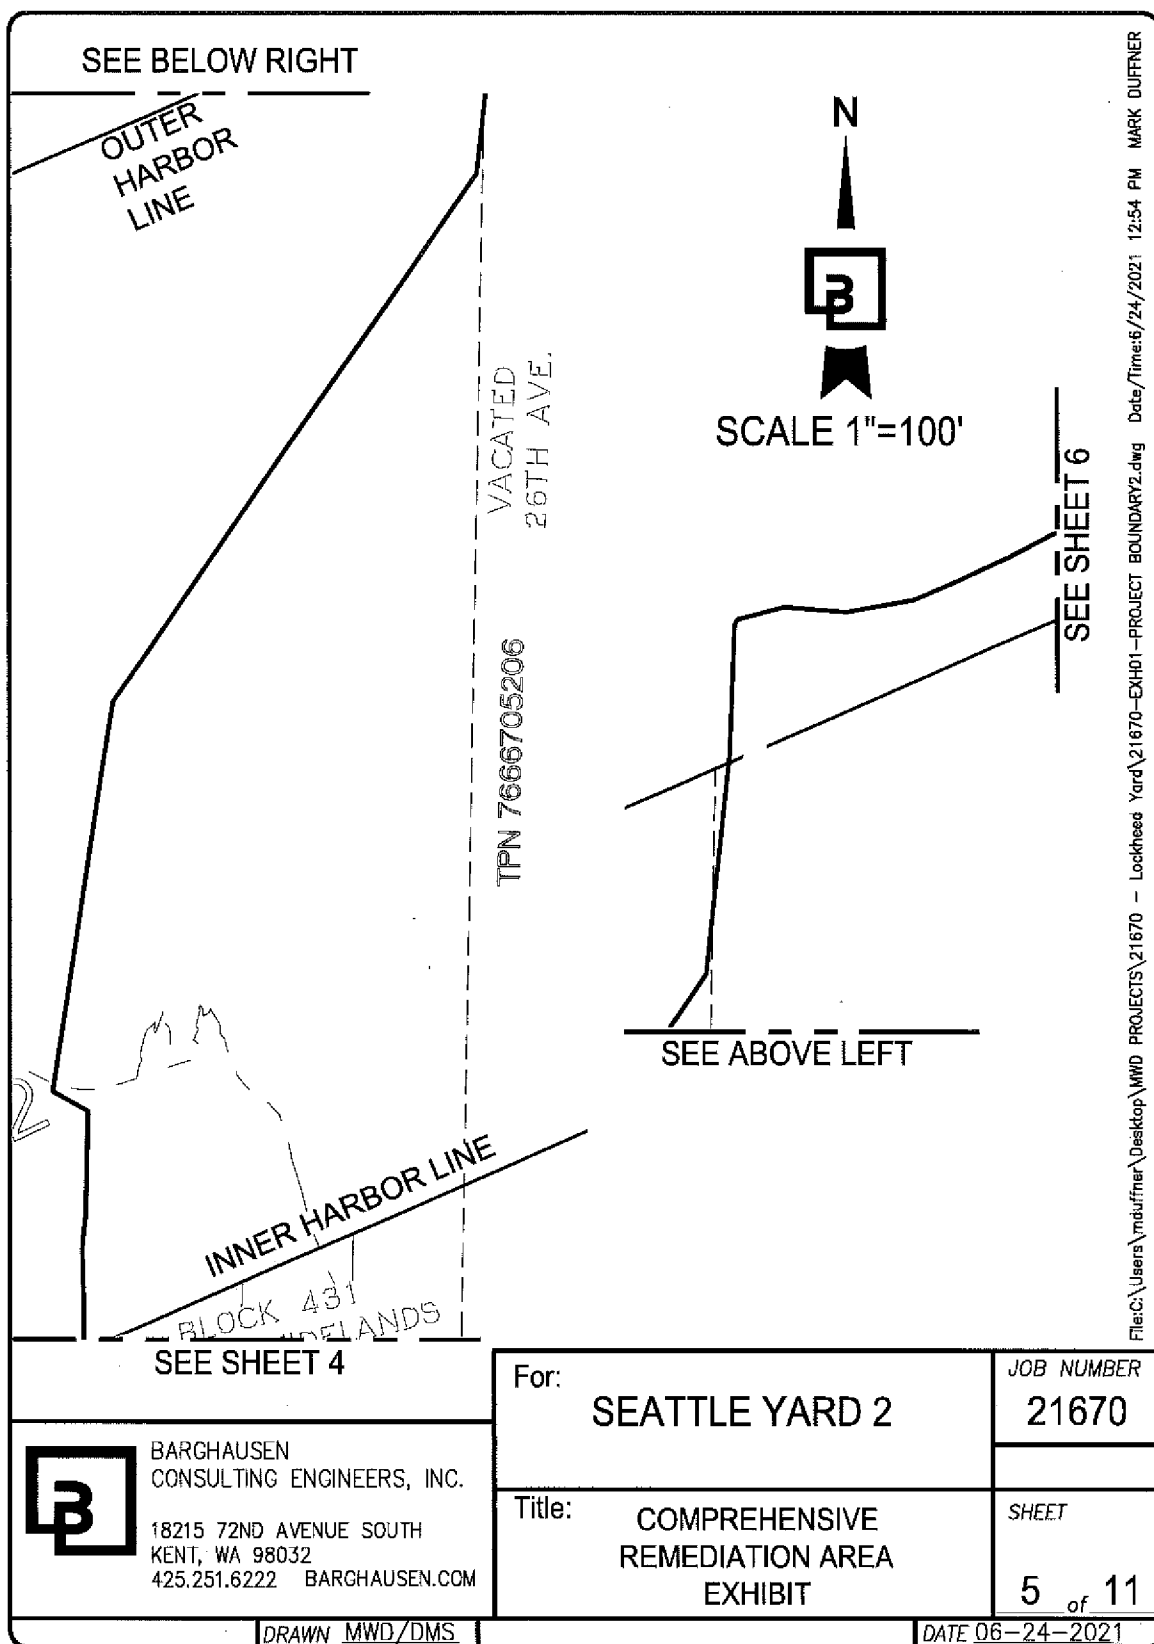 SEE BELOW RIGHT
OUTER
HARBOR
LINE
N
B
SCALE 1"=100'
VACATED
26TH AVE.
TPN 7666705206
SEE SHEET 6
SEE ABOVE LEFT
2
INNER HARBOR LINE
BLOCK 431
SEE SHEET 4
File:C:\Users\mduffner\Desktop\MWD PROJECTS\21670 - Lockheed Yard\21670-EXH01-PROJECT BOUNDARY2.dwg Date/Time:6/24/2021 12:54 PM MARK DUFFNER
B
BARGHAUSEN
CONSULTING ENGINEERS, INC.
18215 72ND AVENUE SOUTH
KENT, WA 98032
425.251.6222 BARGHAUSEN.COM
For:
SEATTLE YARD 2
JOB NUMBER
21670
Title:
COMPREHENSIVE
REMEDIATION AREA
EXHIBIT
SHEET
5 of 11
DRAWN MWD/DMS
DATE 06-24-2021